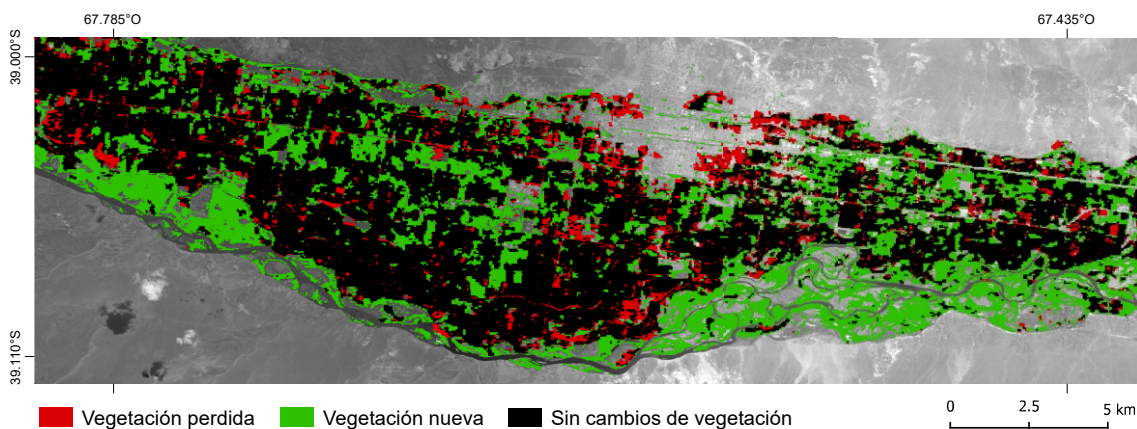 67.785°O
67.435°O
39.000°S
39.110°S
Vegetación perdida
Vegetación nueva
Sin cambios de vegetación
0
2.5
5 km